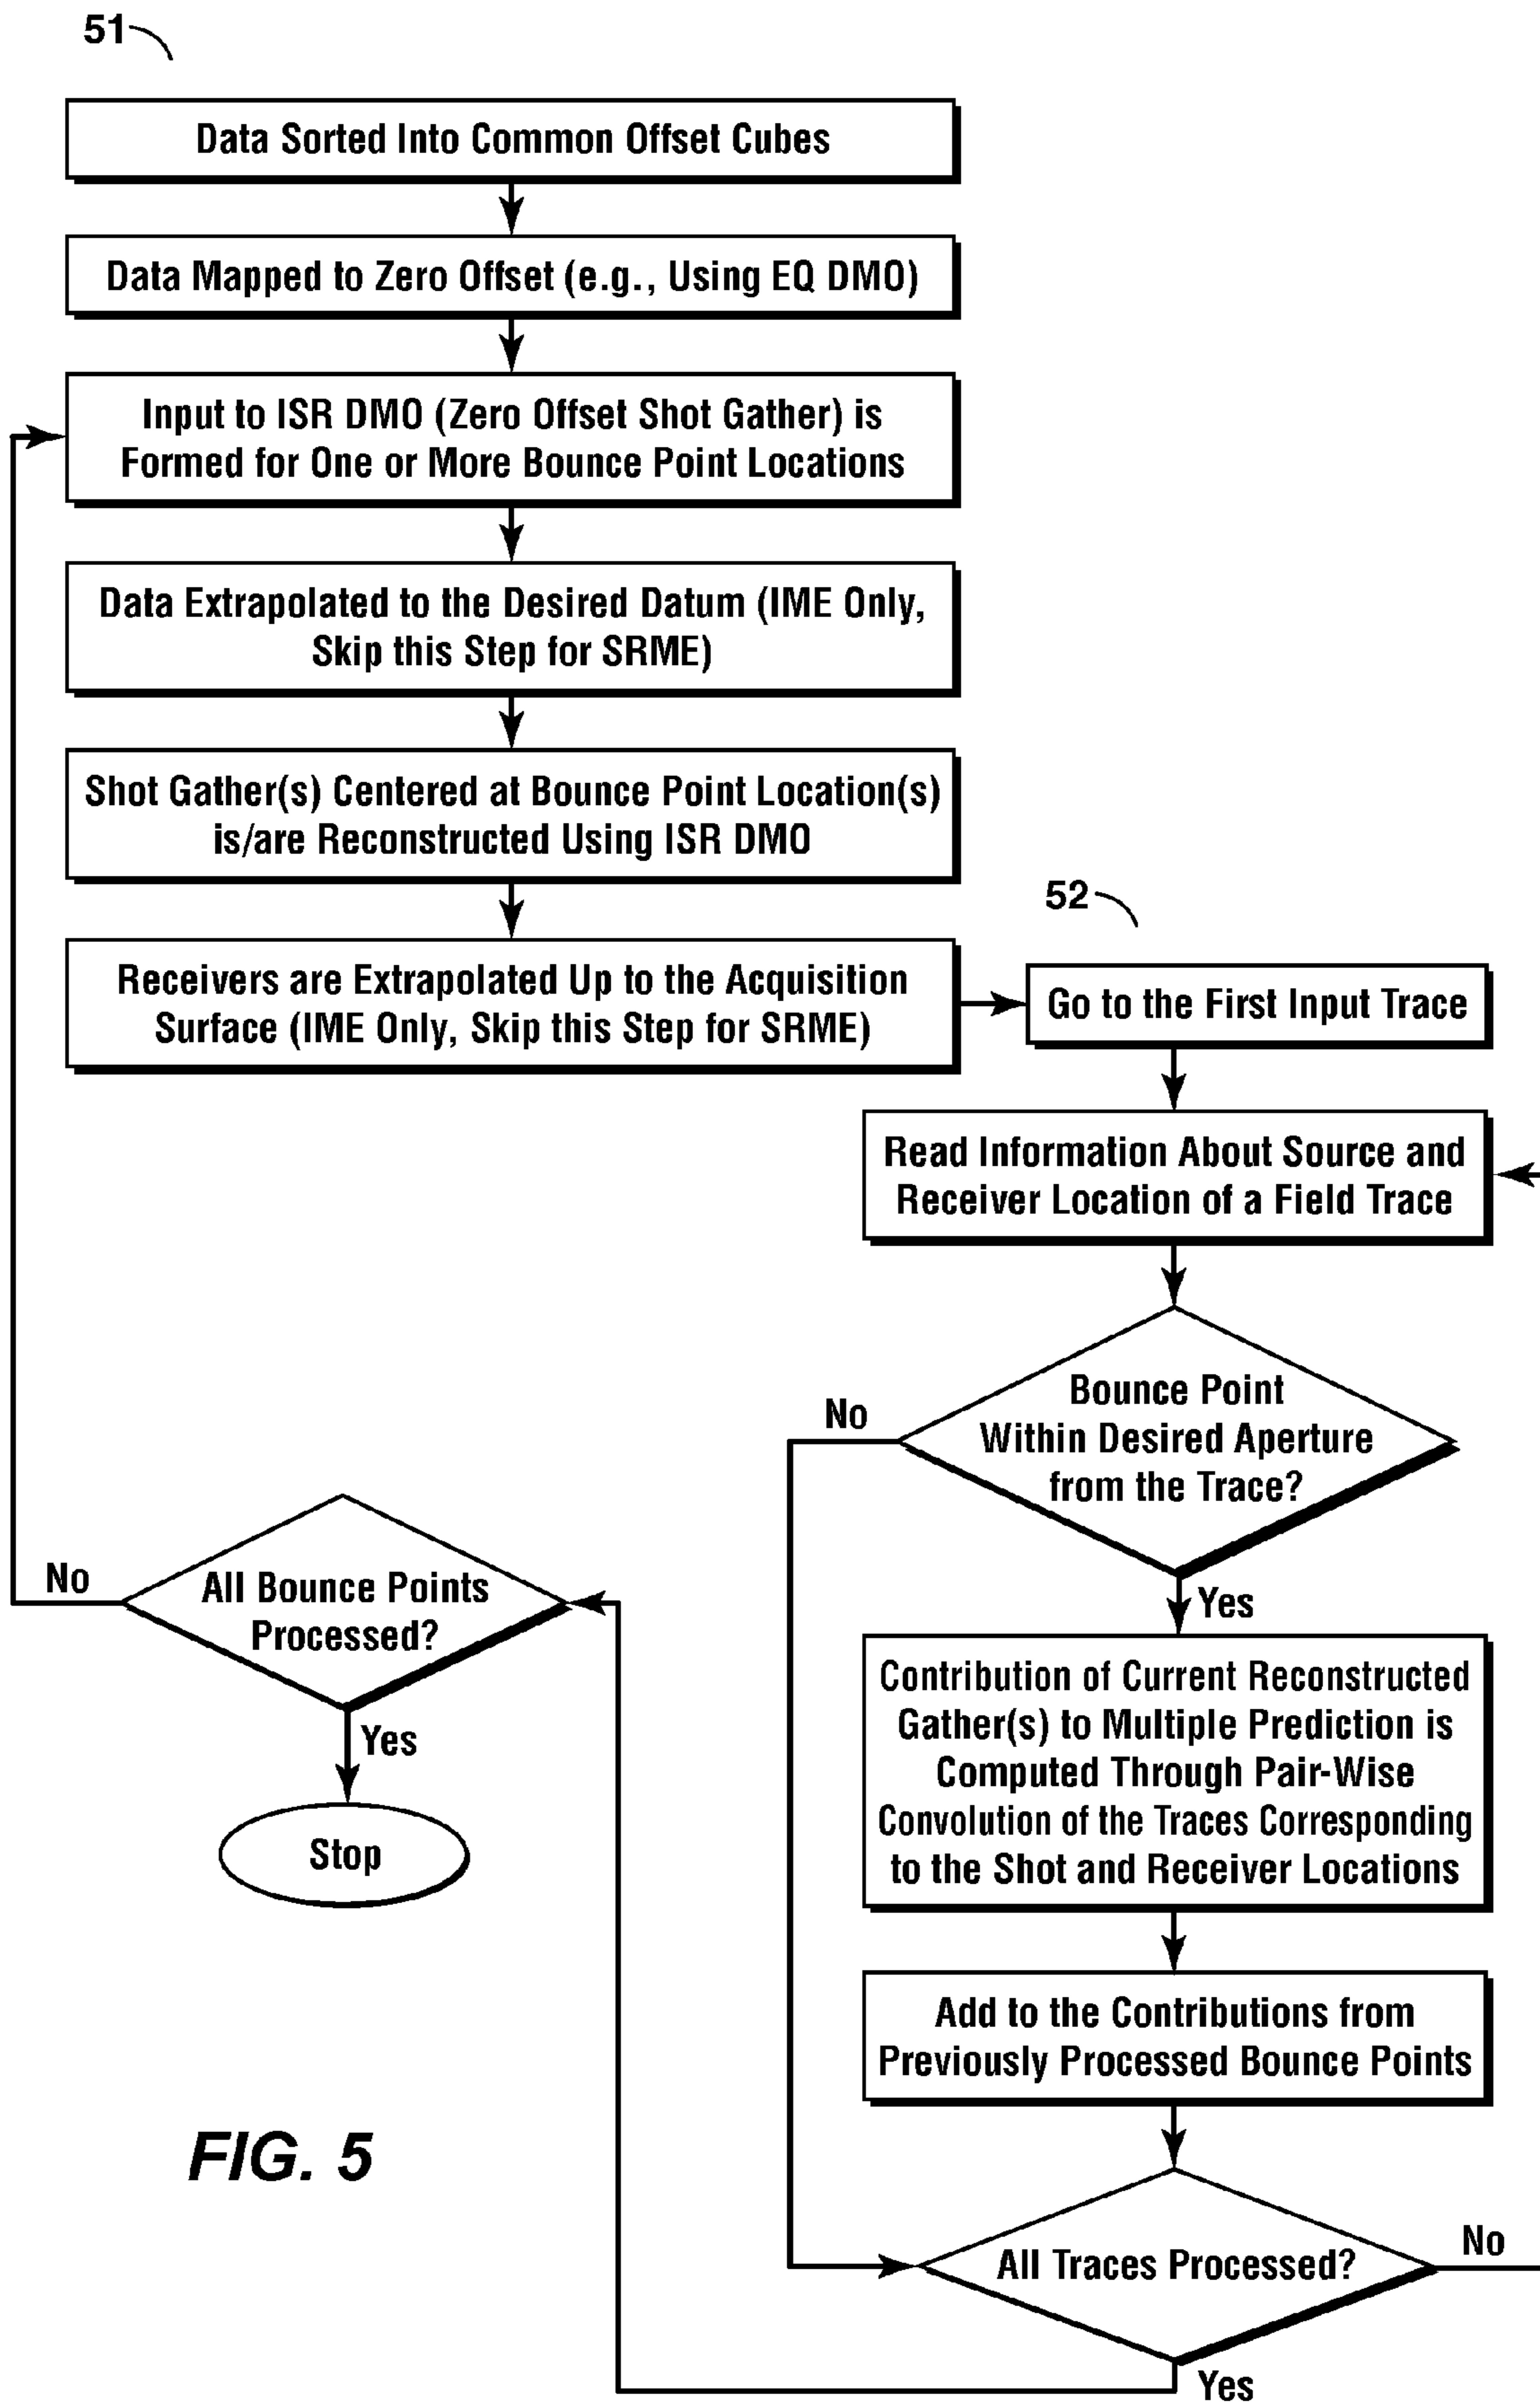 51
Data Sorted Into Common Offset Cubes
Data Mapped to Zero Offset (e.g., Using EQ DMO)
Input to ISR DMO (Zero Offset Shot Gather) is
Formed for One or More Bounce Point Locations
Data Extrapolated to the Desired Datum (IME Only,
Skip this Step for SRME)
Shot Gather(s) Centered at Bounce Point Location(s)
is/are Reconstructed Using ISR DMO
Receivers are Extrapolated Up to the Acquisition
Surface (IME Only, Skip this Step for SRME)
52
Go to the First Input Trace
Read Information About Source and
Receiver Location of a Field Trace
Bounce Point
Within Desired Aperture
from the Trace?
No
Yes
Contribution of Current Reconstructed
Gather(s) to Multiple Prediction is
Computed Through Pair-Wise
Convolution of the Traces Corresponding
to the Shot and Receiver Locations
Add to the Contributions from
Previously Processed Bounce Points
All Traces Processed?
No
Yes
All Bounce Points
Processed?
No
Yes
Stop
FIG. 5